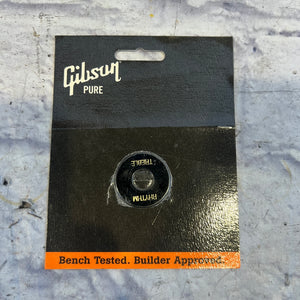 Gibson
PURE
TREBLE
RHYTHM
Bench Tested. Builder Approved.